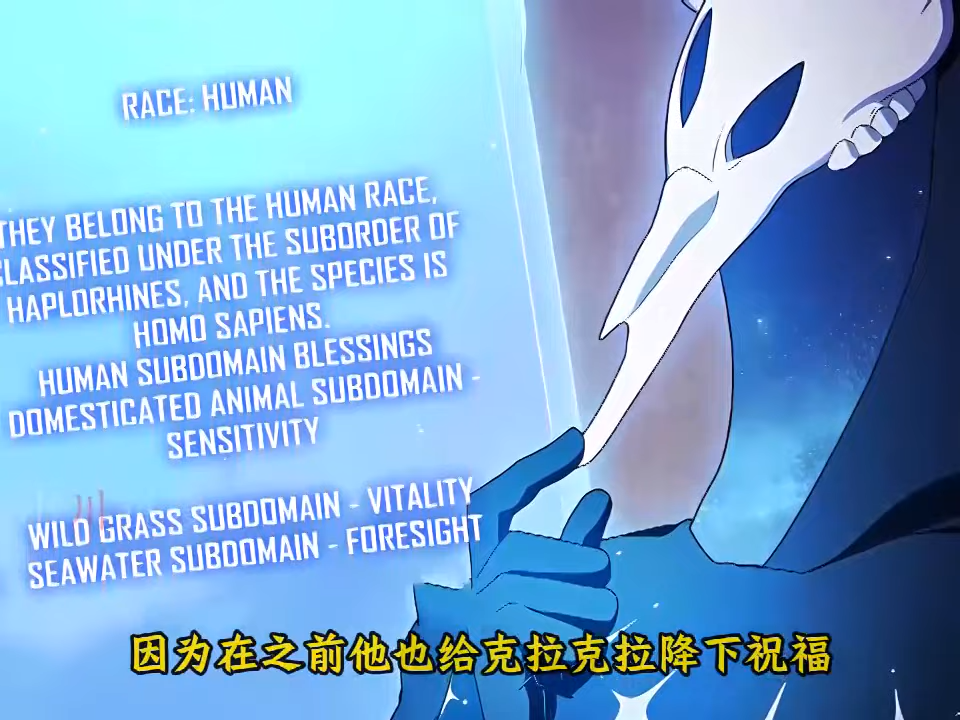 RACE: HUMAN
THEY BELONG TO THE HUMAN RACE,
CLASSIFIED UNDER THE SUBORDER OF
HAPLORHINES, AND THE SPECIES IS
HOMO SAPIENS.
HUMAN SUBDOMAIN BLESSINGS
DOMESTICATED ANIMAL SUBDOMAIN -
SENSITIVITY
WILD GRASS SUBDOMAIN - VITALITY
SEAWATER SUBDOMAIN - FORESIGHT
因为在之前他也给克拉克拉降下祝福